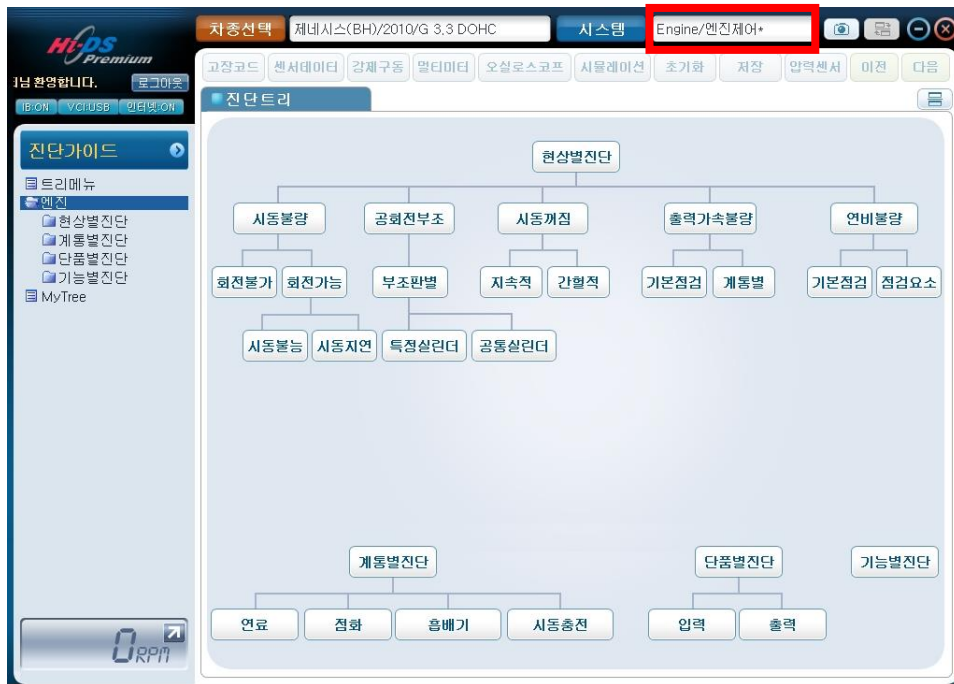 Hi-DS
Premium
차종선택 제네시스(BH)/2010/G 3.3 DOHC 시스템 Engine/엔진제어*
님 환영합니다. 로그아웃
IB:ON VCI:USB 인터넷:ON
고장코드 센서데이터 강제구동 멀티미터 오실로스코프 시뮬레이션 초기화 저장 압력센서 이전 다음
진단트리
진단가이드
트리메뉴
엔진
현상별진단
계통별진단
단품별진단
기능별진단
MyTree
현상별진단
시동불량 공회전부조 시동꺼짐 출력가속불량 연비불량
회전불가 회전가능 부조판별 지속적 간헐적 기본점검 계통별 기본점검 점검요소
시동불능 시동지연 특정실린더 공통실린더
계통별진단 단품별진단 기능별진단
연료 점화 흡배기 시동충전 입력 출력
0 RPM